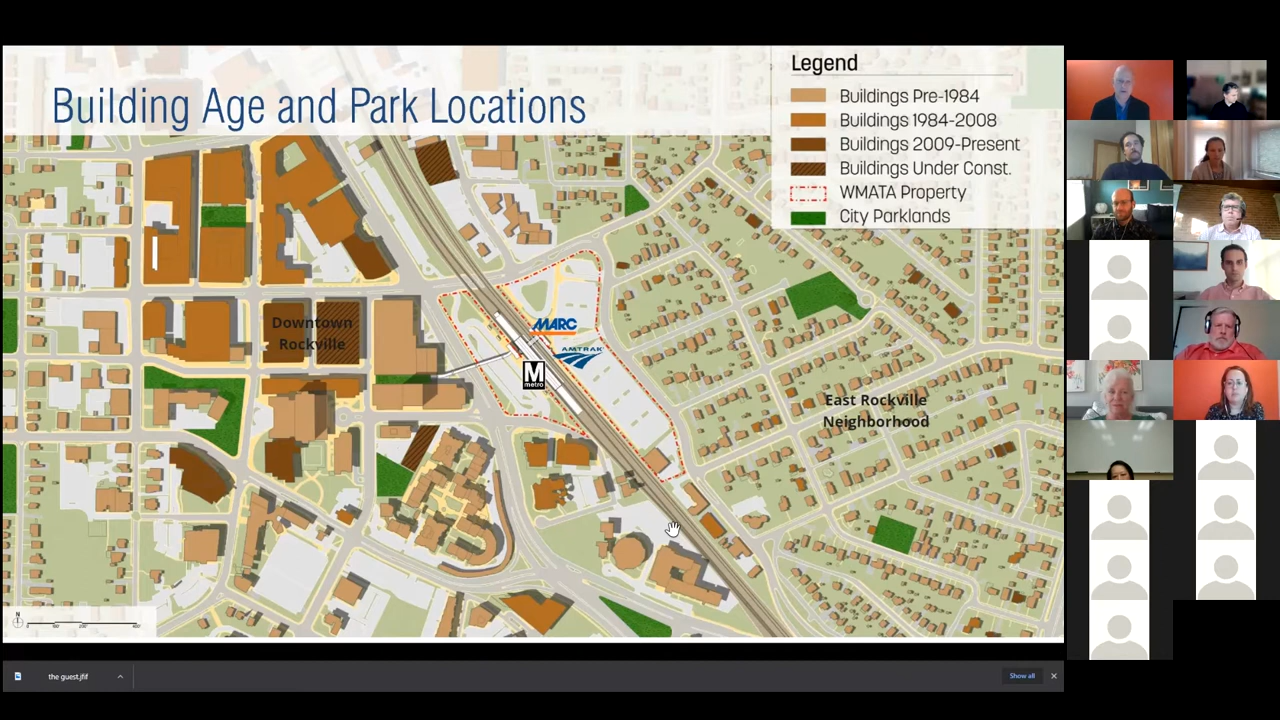 Building Age and Park Locations
Legend
Buildings Pre-1984
Buildings 1984-2008
Buildings 2009-Present
Buildings Under Const.
WMATA Property
City Parklands
Downtown
Rockville
MARC
AMTRAK
M
metro
East Rockville
Neighborhood
N
the guest.jfif
Show all